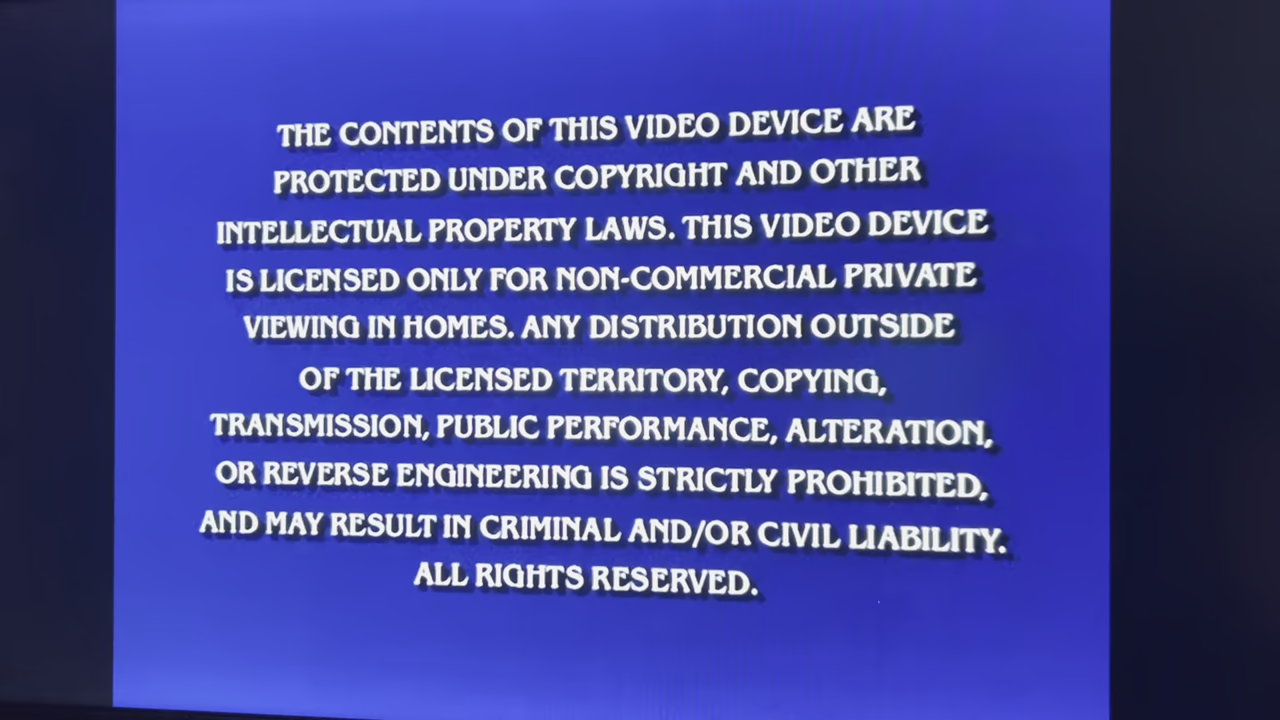 THE CONTENTS OF THIS VIDEO DEVICE ARE
PROTECTED UNDER COPYRIGHT AND OTHER
INTELLECTUAL PROPERTY LAWS. THIS VIDEO DEVICE
IS LICENSED ONLY FOR NON-COMMERCIAL PRIVATE
VIEWING IN HOMES. ANY DISTRIBUTION OUTSIDE
OF THE LICENSED TERRITORY, COPYING,
TRANSMISSION, PUBLIC PERFORMANCE, ALTERATION,
OR REVERSE ENGINEERING IS STRICTLY PROHIBITED,
AND MAY RESULT IN CRIMINAL AND/OR CIVIL LIABILITY.
ALL RIGHTS RESERVED.